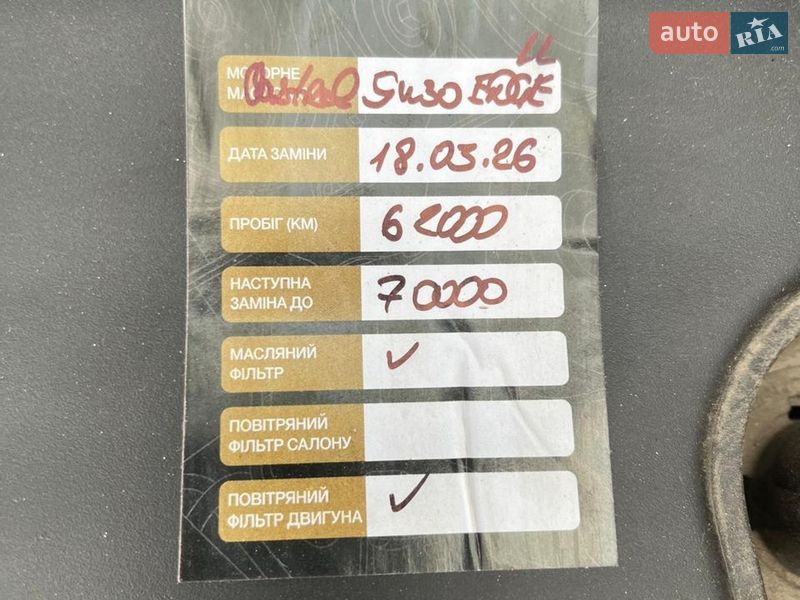 auto RIA .com
LL
МОТОРНЕ Castrol 5w30 EDGE
ДАТА ЗАМІНИ 18.03.26
ПРОБІГ (КМ) 62000
НАСТУПНА
ЗАМІНА ДО 70000
МАСЛЯНИЙ
ФІЛЬТР ✓
ПОВІТРЯНИЙ
ФІЛЬТР САЛОНУ
ПОВІТРЯНИЙ
ФІЛЬТР ДВИГУНА ✓